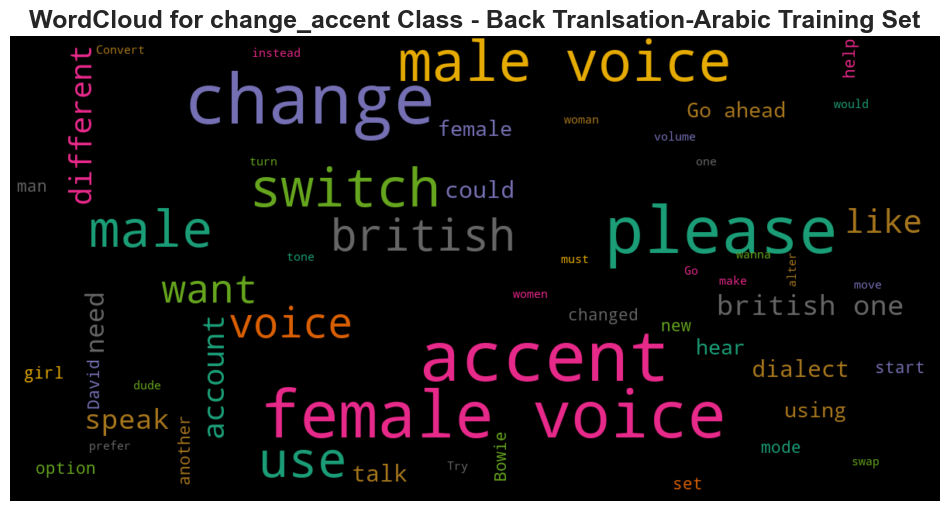 WordCloud for change_accent Class - Back Tranlsation-Arabic Training Set
Convert
instead
male voice
help
different
change
female
woman
Go ahead
would
volume
man
turn
switch
could
one
male
british
please
like
tone
must
Wanna
alter
Go
make
move
want
women
need
voice
changed
british one
new
account
accent
hear
girl
David
dude
dialect
start
speak
female voice
using
prefer
another
use
talk
Try
Bowie
mode
option
set
swap